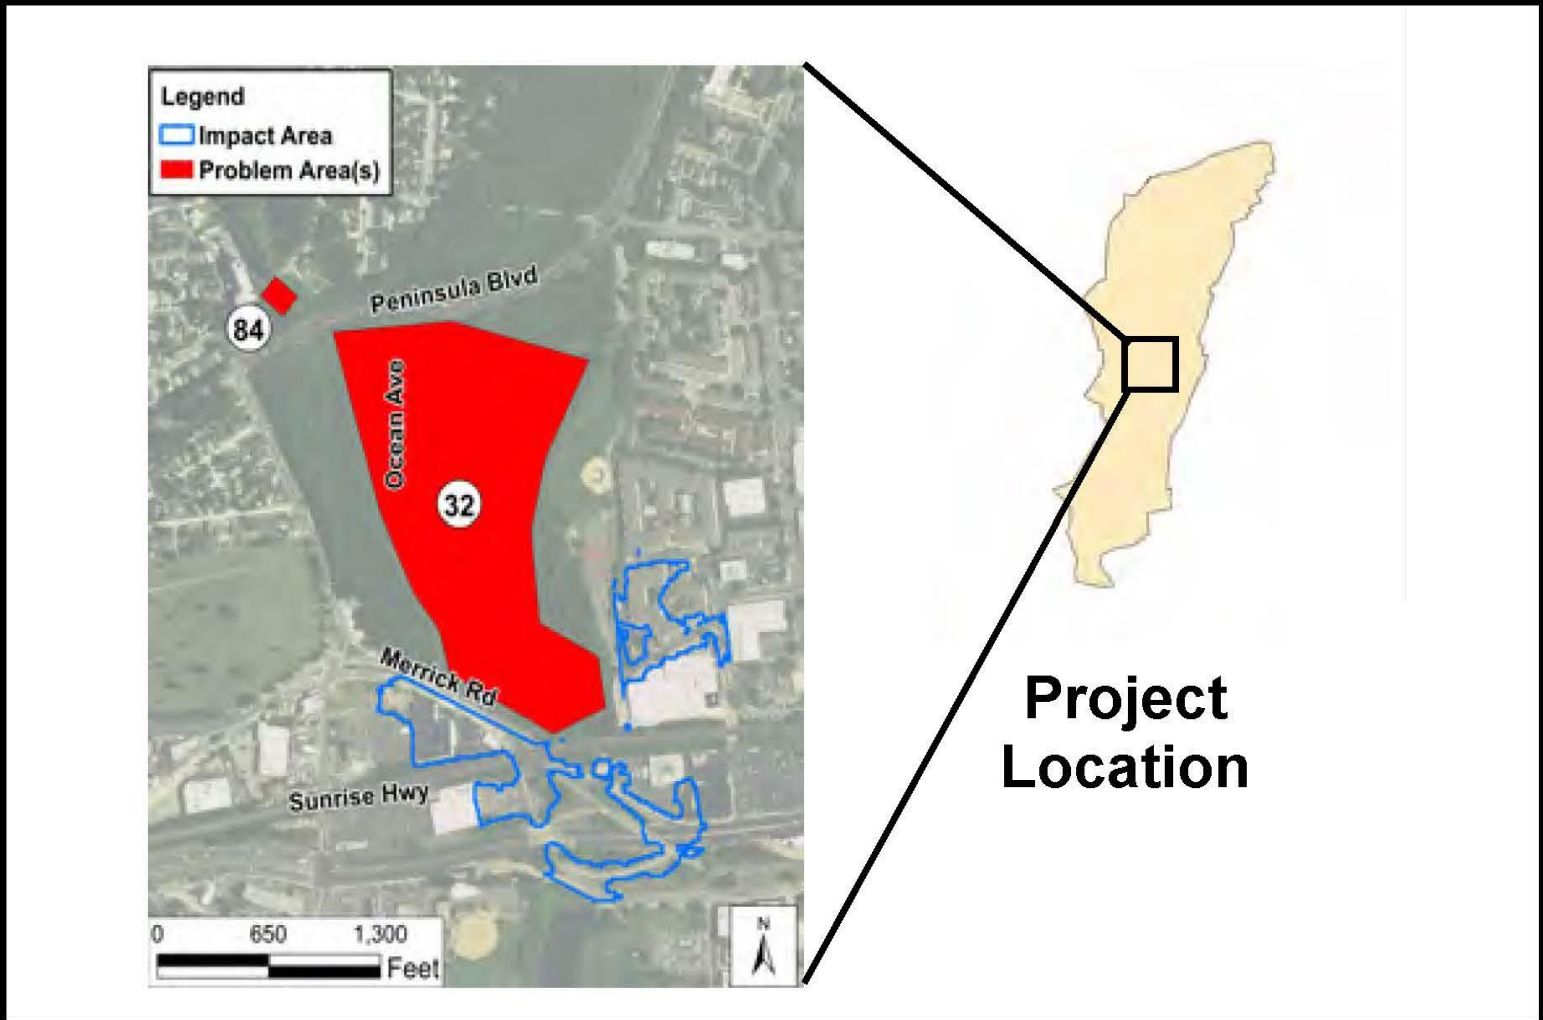 Legend
Impact Area
Problem Area(s)
84
Peninsula Blvd
Ocean Ave
32
Merrick Rd
Sunrise Hwy
0 650 1,300
Feet
N
Project
Location